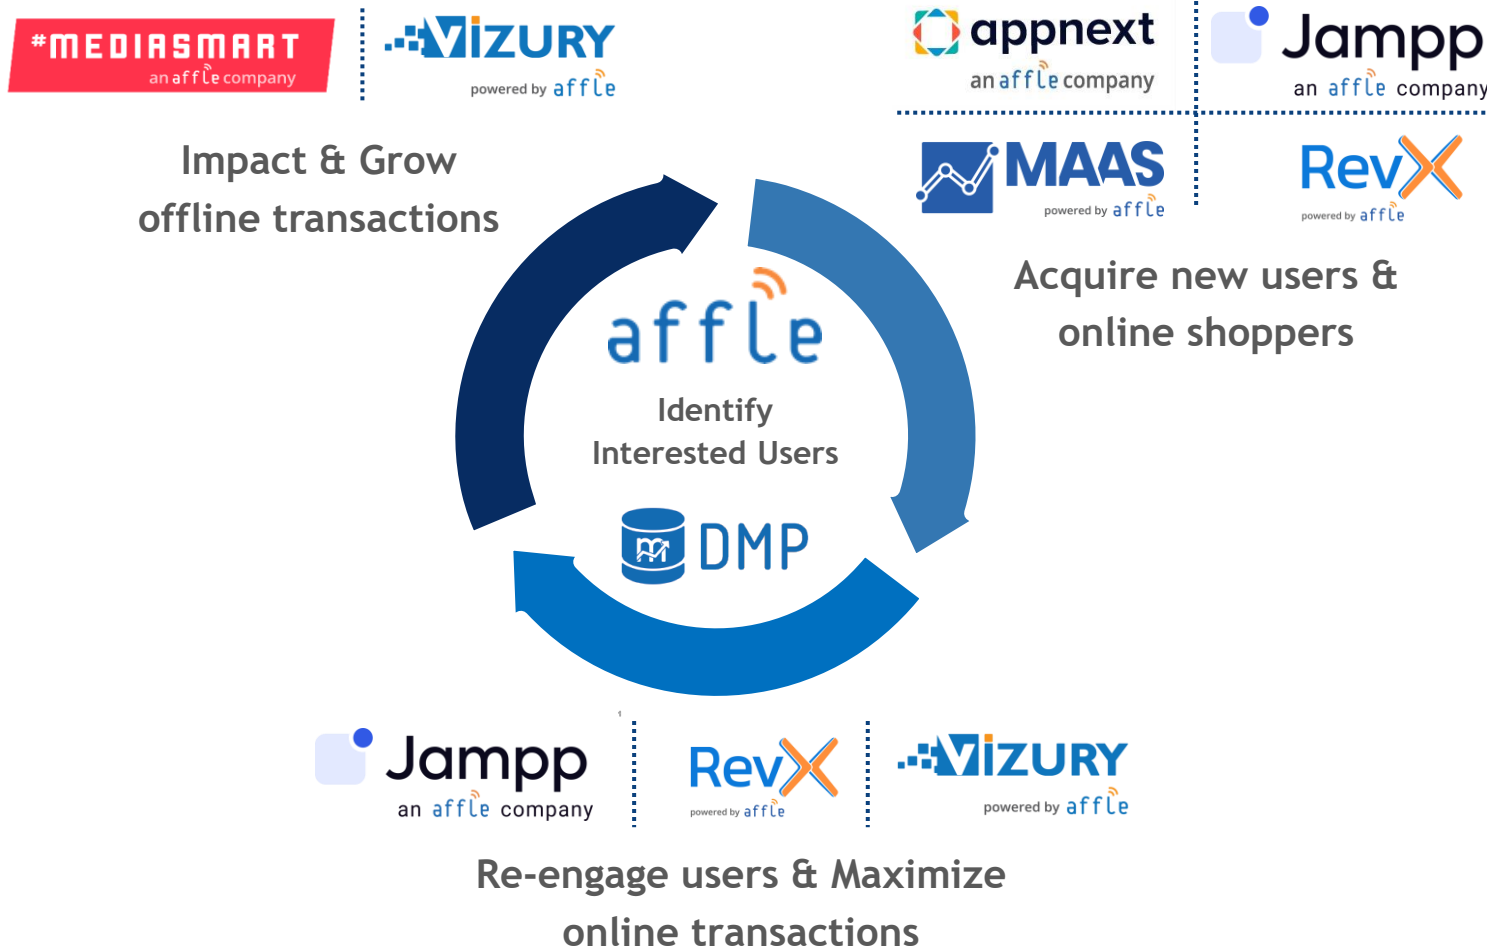 #MEDIASMART
an affle company
VIZURY
powered by affle
appnext
an affle company
Jampp
an affle company
MAAS
powered by affle
RevX
powered by affle
Impact & Grow
offline transactions
Acquire new users &
online shoppers
affle
Identify
Interested Users
m
DMP
1
Jampp
an affle company
RevX
powered by affle
VIZURY
powered by affle
Re-engage users & Maximize
online transactions